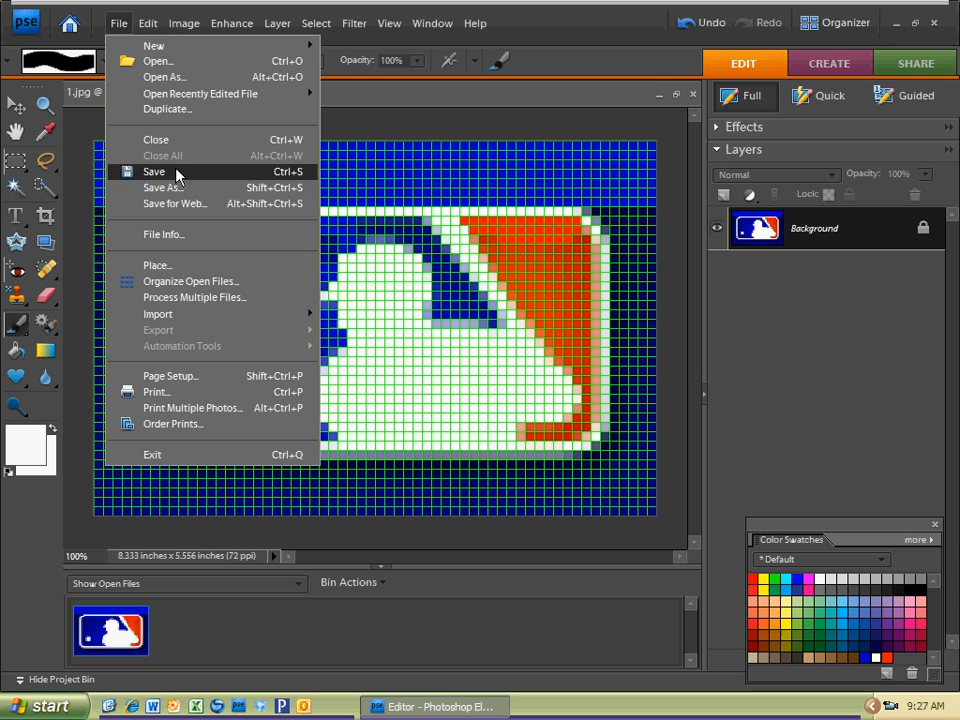 pse
File Edit Image Enhance Layer Select Filter View Window Help
Undo Redo Organizer
Opacity: 100%
EDIT CREATE SHARE
1.jpg @
New
Open... Ctrl+O
Open As... Alt+Ctrl+O
Open Recently Edited File
Duplicate...
Close Ctrl+W
Close All Alt+Ctrl+W
Save Ctrl+S
Save As... Shift+Ctrl+S
Save for Web... Alt+Shift+Ctrl+S
File Info...
Place...
Organize Open Files...
Process Multiple Files...
Import
Export
Automation Tools
Page Setup... Shift+Ctrl+P
Print... Ctrl+P
Print Multiple Photos... Alt+Ctrl+P
Order Prints...
Exit Ctrl+Q
Full Quick Guided
Effects
Layers
Normal Opacity: 100%
Lock:
Background
Color Swatches more
* Default
100% 8.333 inches x 5.556 inches (72 ppi)
Show Open Files Bin Actions
Hide Project Bin
start Editor - Photoshop El... 9:27 AM